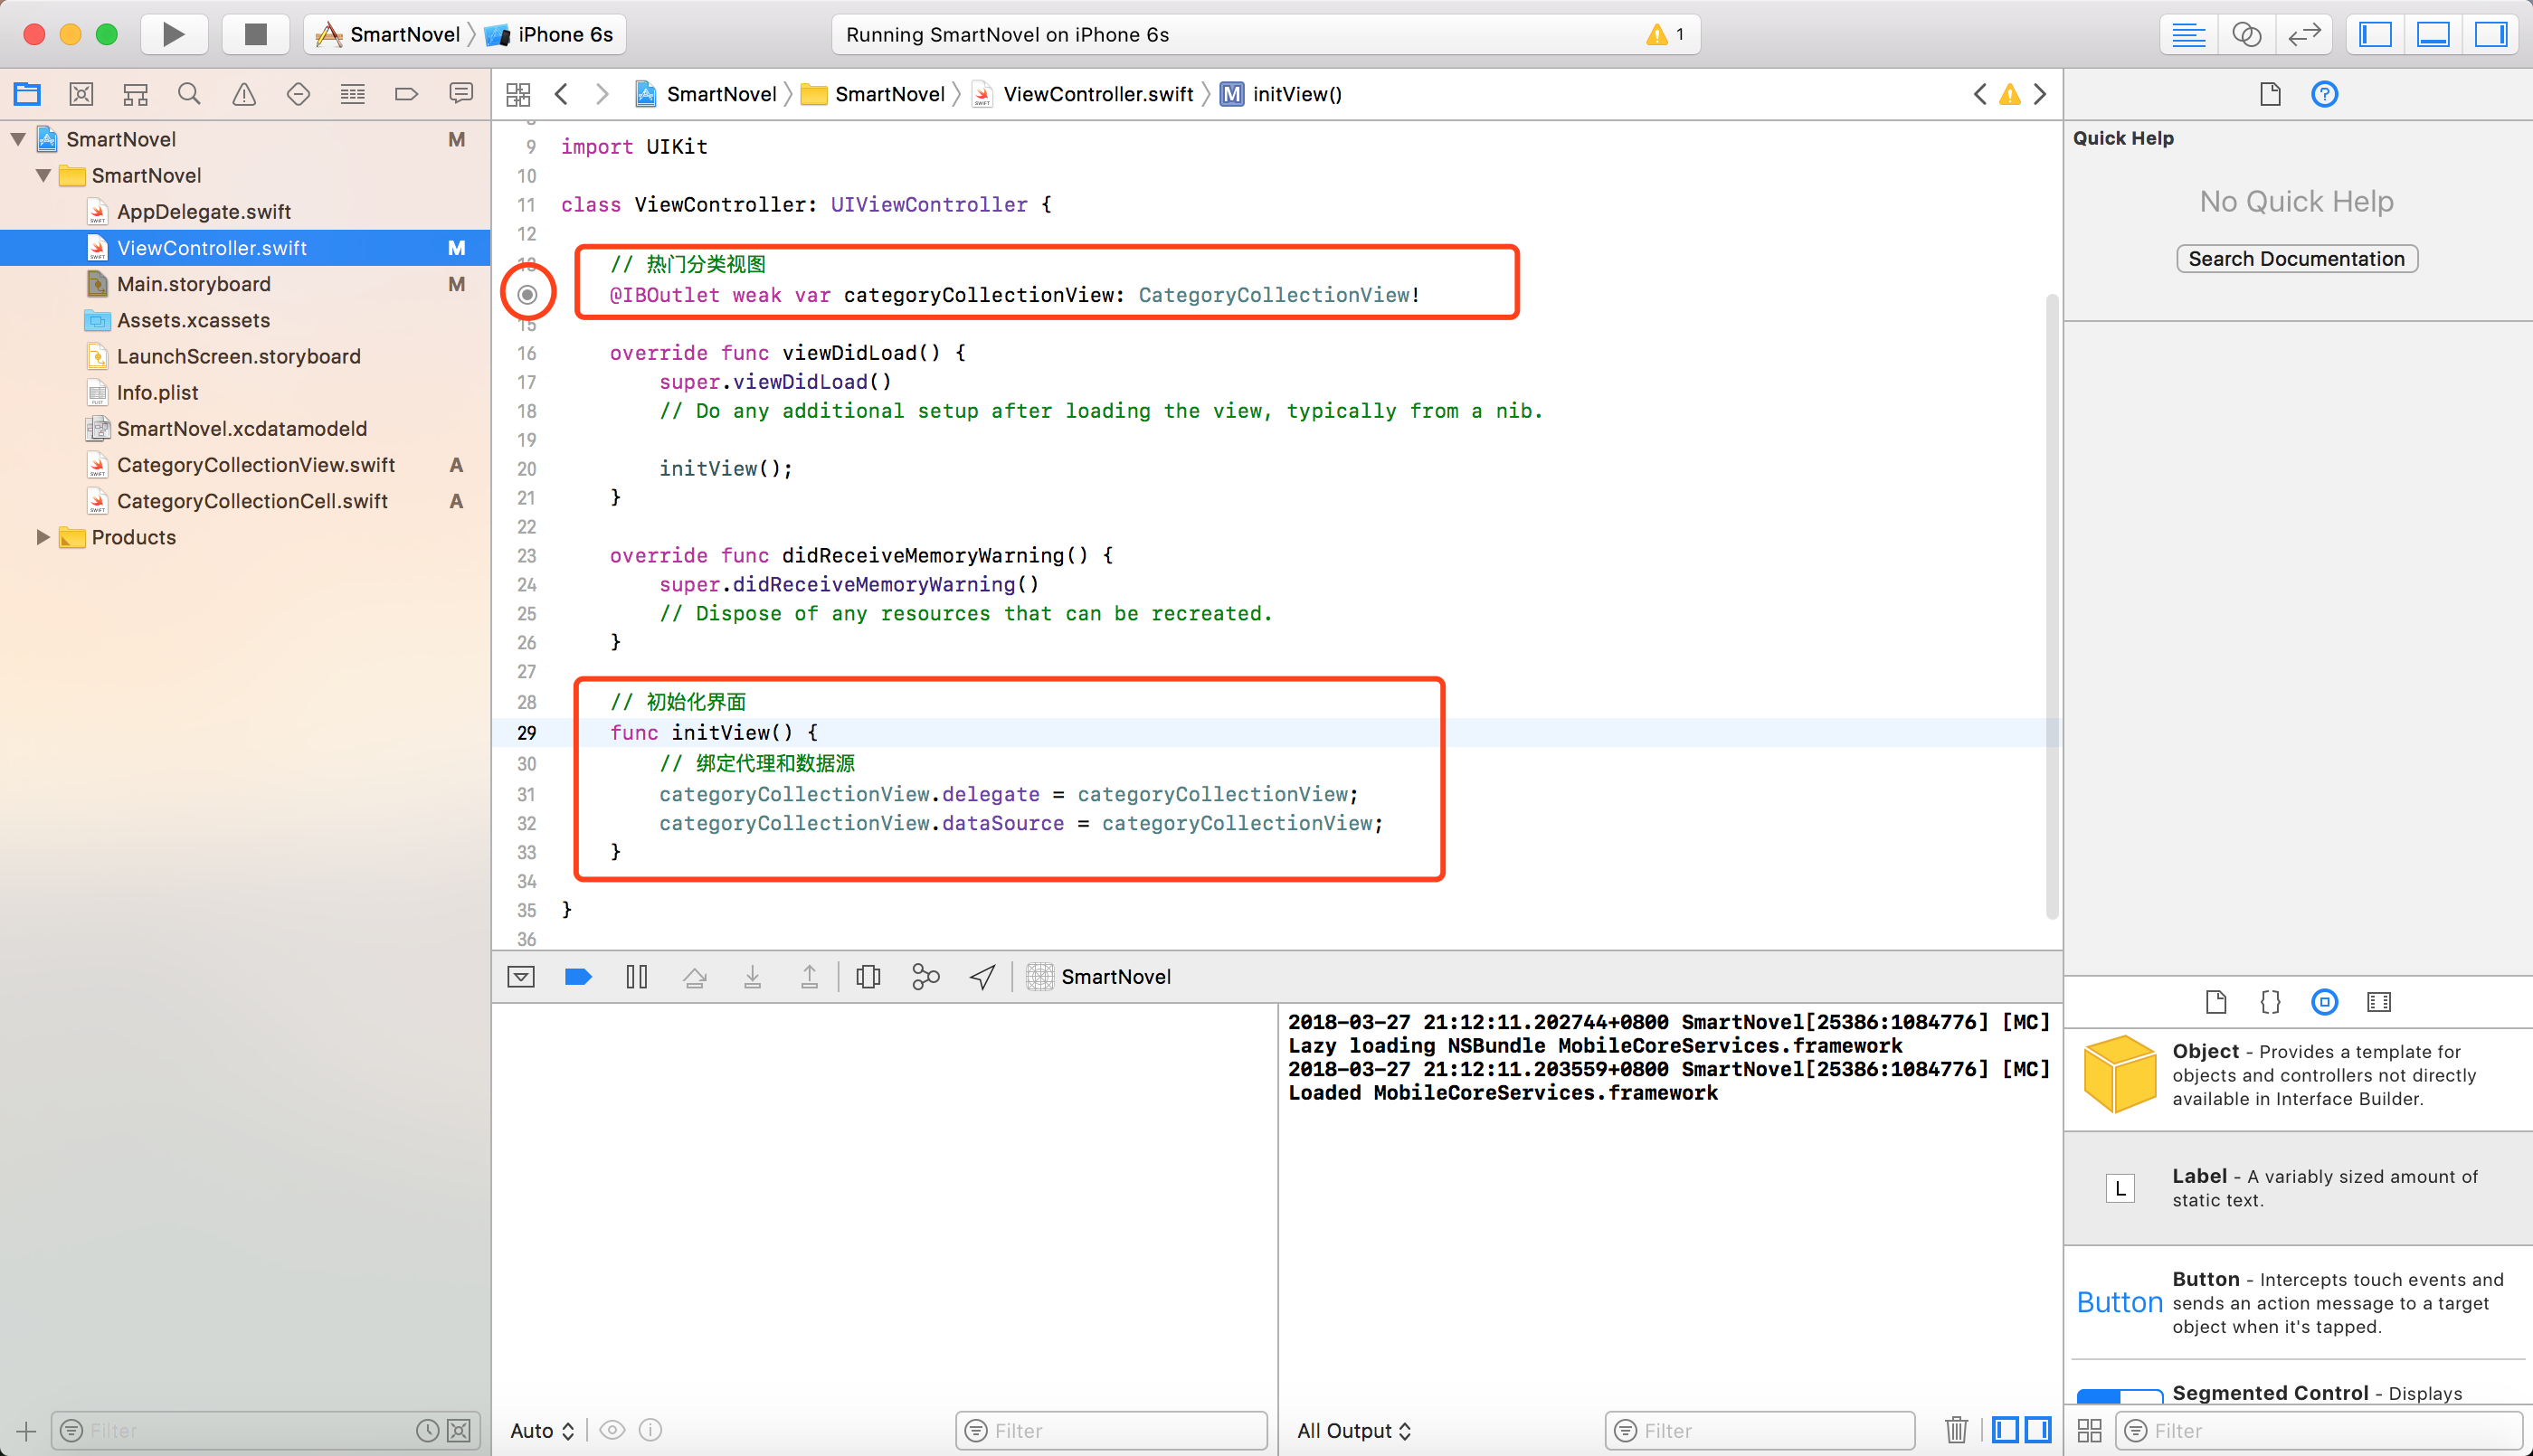 SmartNovel
iPhone 6s
Running SmartNovel on iPhone 6s
1
SmartNovel
SmartNovel
ViewController.swift
M
initView()
SmartNovel M
SmartNovel
AppDelegate.swift
ViewController.swift M
Main.storyboard M
Assets.xcassets
LaunchScreen.storyboard
Info.plist
SmartNovel.xcdatamodeld
CategoryCollectionView.swift A
CategoryCollectionCell.swift A
Products
Filter
9 import UIKit
10
11 class ViewController: UIViewController {
12
// 热门分类视图
@IBOutlet weak var categoryCollectionView: CategoryCollectionView!
15
16 override func viewDidLoad() {
17 super.viewDidLoad()
18 // Do any additional setup after loading the view, typically from a nib.
19
20 initView();
21 }
22
23 override func didReceiveMemoryWarning() {
24 super.didReceiveMemoryWarning()
25 // Dispose of any resources that can be recreated.
26 }
27
28 // 初始化界面
29 func initView() {
30 // 绑定代理和数据源
31 categoryCollectionView.delegate = categoryCollectionView;
32 categoryCollectionView.dataSource = categoryCollectionView;
33 }
34
35 }
36
SmartNovel
2018-03-27 21:12:11.202744+0800 SmartNovel[25386:1084776] [MC]
Lazy loading NSBundle MobileCoreServices.framework
2018-03-27 21:12:11.203559+0800 SmartNovel[25386:1084776] [MC]
Loaded MobileCoreServices.framework
Auto
Filter
All Output
Filter
Quick Help
No Quick Help
Search Documentation
Object - Provides a template for
objects and controllers not directly
available in Interface Builder.
L
Label - A variably sized amount of
static text.
Button
Button - Intercepts touch events and
sends an action message to a target
object when it's tapped.
Segmented Control - Displays
Filter